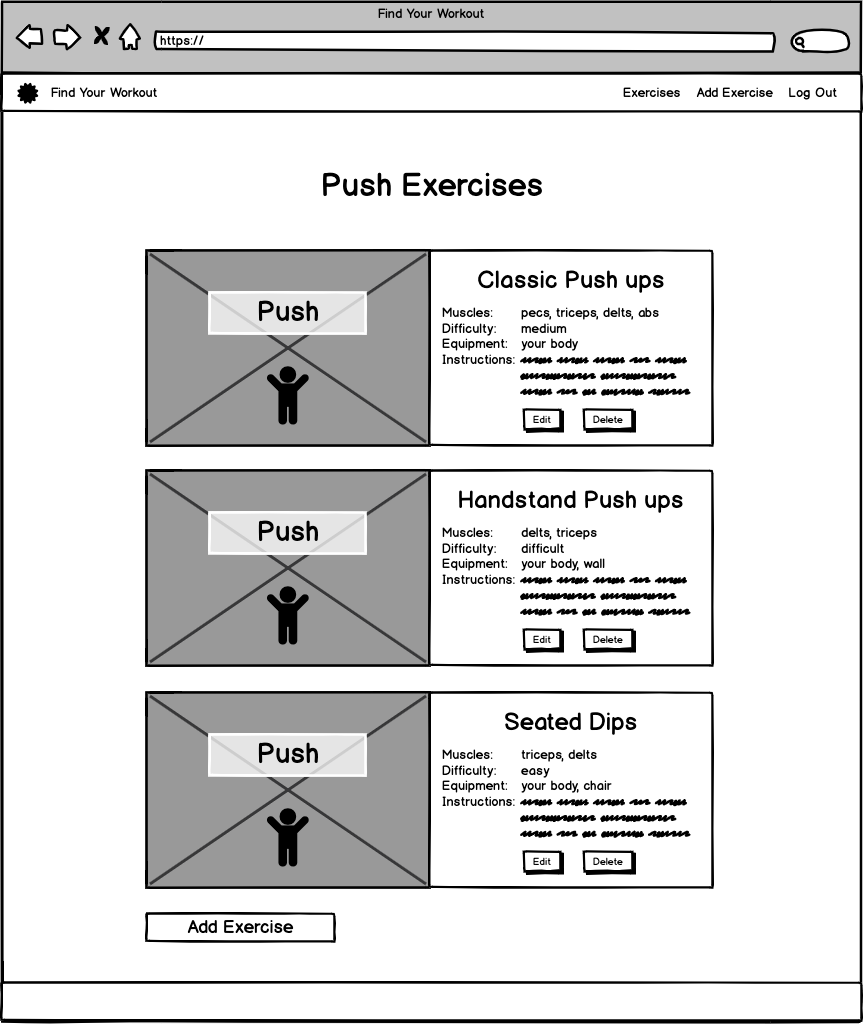 Find Your Workout
https://
Find Your Workout
Exercises Add Exercise Log Out
Push Exercises
Push
Classic Push ups
Muscles: pecs, triceps, delts, abs
Difficulty: medium
Equipment: your body
Instructions:
Edit Delete
Push
Handstand Push ups
Muscles: delts, triceps
Difficulty: difficult
Equipment: your body, wall
Instructions:
Edit Delete
Push
Seated Dips
Muscles: triceps, delts
Difficulty: easy
Equipment: your body, chair
Instructions:
Edit Delete
Add Exercise